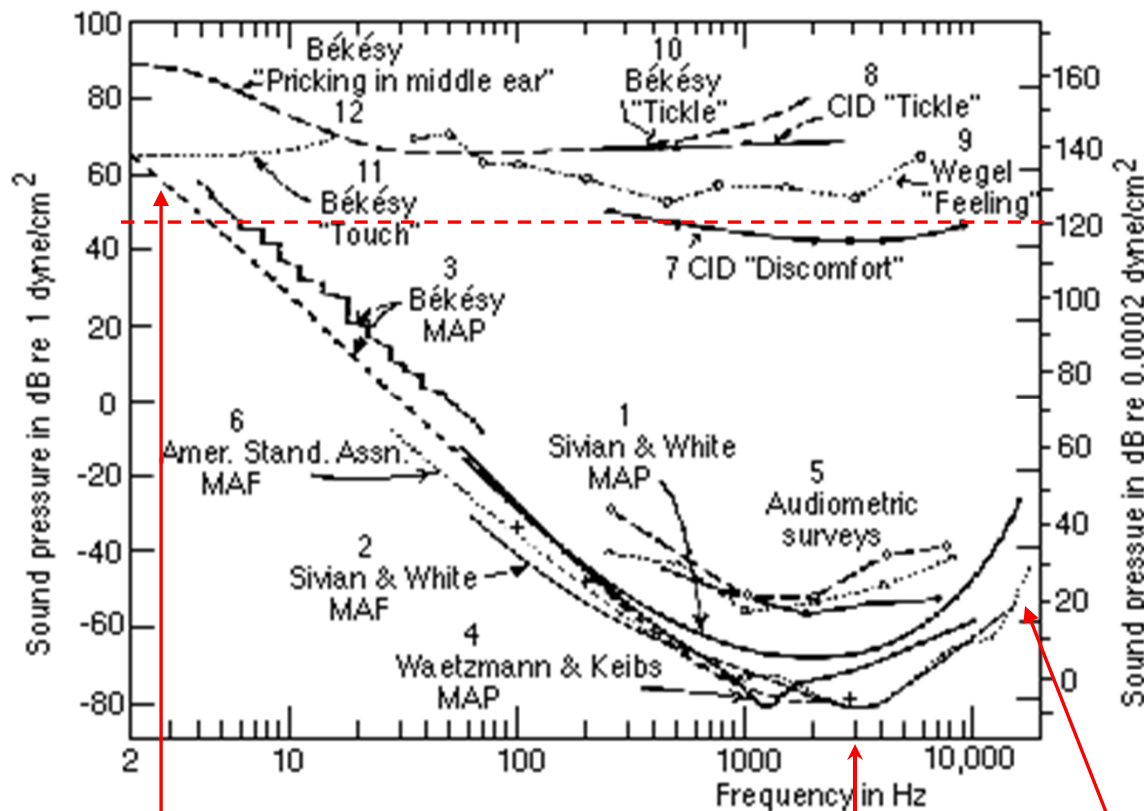 100
80
60
40
20
0
-20
-40
-60
-80
Sound pressure in dB re 1 dyne/cm²
Békésy
"Pricking in middle ear"
12
11
Békésy
"Touch"
10
Békésy
"Tickle"
8
CID "Tickle"
9
Wegel
"Feeling"
7 CID "Discomfort"
3
Békésy
MAP
6
Amer. Stand. Assn.
MAF
1
Sivian & White
MAP
5
Audiometric
surveys
2
Sivian & White
MAF
4
Waetzmann & Keibs
MAP
160
140
120
100
80
60
40
20
0
Sound pressure in dB re 0.0002 dyne/cm²
2
10
100
1000
10,000
Frequency in Hz